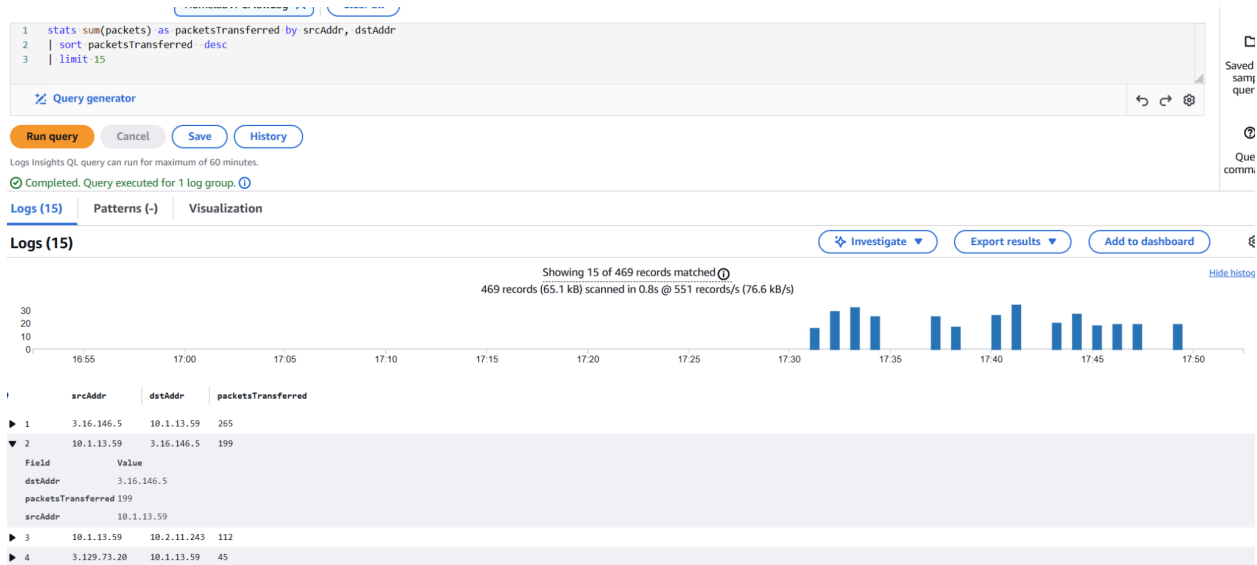 1 stats sum(packets) as packetsTransferred by srcAddr, dstAddr
2 | sort packetsTransferred desc
3 | limit 15
Saved
Query generator
Run query Cancel Save History
Logs Insights QL query can run for maximum of 60 minutes.
Completed. Query executed for 1 log group.
Logs (15) Patterns (-) Visualization
Logs (15) Investigate Export results Add to dashboard
Showing 15 of 469 records matched
Hide
469 records (65.1 kB) scanned in 0.8s @ 551 records/s (76.6 kB/s)
30
20
10
0
16:55 17:00 17:05 17:10 17:15 17:20 17:25 17:30 17:35 17:40 17:45 17:50
srcAddr dstAddr packetsTransferred
1 3.16.146.5 10.1.13.59 265
2 10.1.13.59 3.16.146.5 199
Field Value
dstAddr 3.16.146.5
packetsTransferred 199
srcAddr 10.1.13.59
3 10.1.13.59 10.2.11.243 112
4 3.129.73.20 10.1.13.59 45